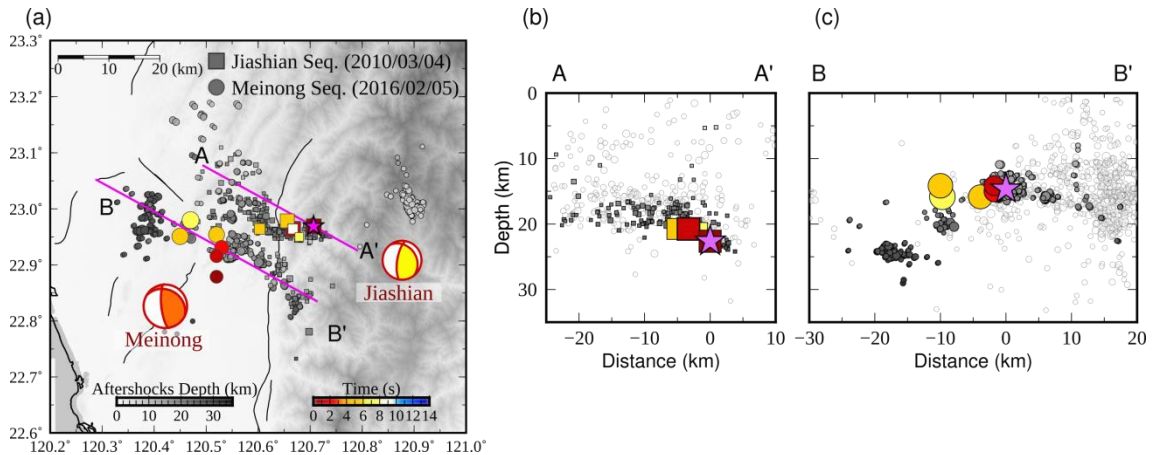 (a)
23.3°
23.2°
23.1°
23.0°
22.9°
22.8°
22.7°
22.6°
120.2°
120.3°
120.4°
120.5°
120.6°
120.7°
120.8°
120.9°
121.0°
0 10 20 (km)
Jiashian Seq. (2010/03/04)
Meinong Seq. (2016/02/05)
A
B
A'
B'
Jiashian
Meinong
Aftershocks Depth (km)
0 10 20 30
Time (s)
0 2 4 6 8 10 12 14
(b)
A
A'
0
10
20
30
Depth (km)
−20 −10 0 10
Distance (km)
(c)
B
B'
−30 −20 −10 0 10 20
Distance (km)